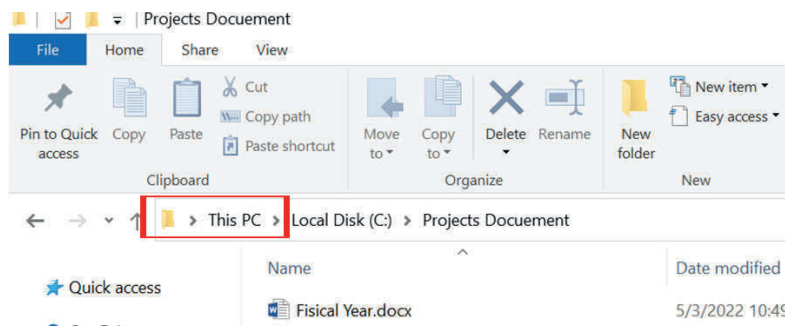 Projects Docuement
File Home Share View
Pin to Quick access
Copy
Paste
Cut
Copy path
Paste shortcut
Move to
Copy to
Delete
Rename
New folder
New item
Easy access
Clipboard Organize New
This PC > Local Disk (C:) > Projects Docuement
Name Date modified
Quick access
Fisical Year.docx 5/3/2022 10:49